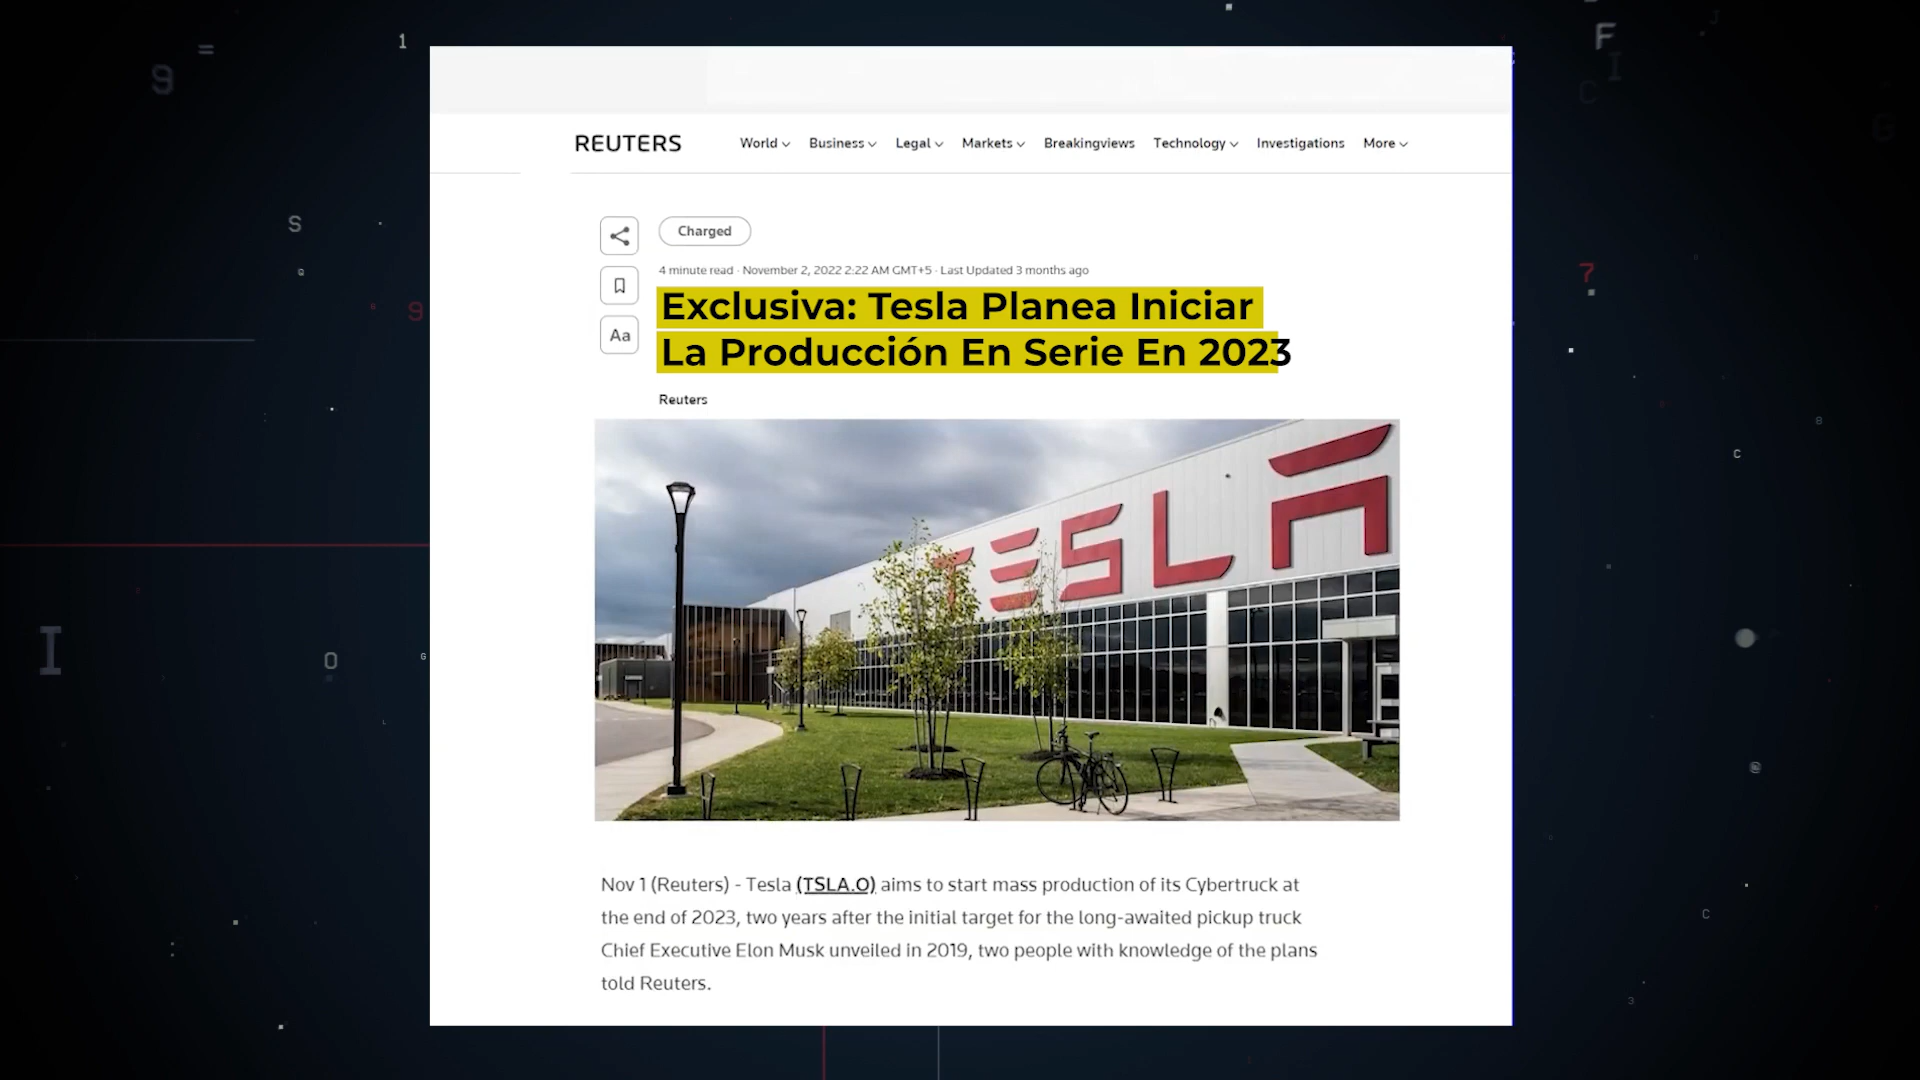 REUTERS World Business Legal Markets Breakingviews Technology Investigations More
Charged
4 minute read · November 2, 2022 2:22 AM GMT+5 · Last Updated 3 months ago
Aa
Exclusiva: Tesla Planea Iniciar
La Producción En Serie En 2023
Reuters
TESLA
Nov 1 (Reuters) - Tesla (TSLA.O) aims to start mass production of its Cybertruck at
the end of 2023, two years after the initial target for the long-awaited pickup truck
Chief Executive Elon Musk unveiled in 2019, two people with knowledge of the plans
told Reuters.